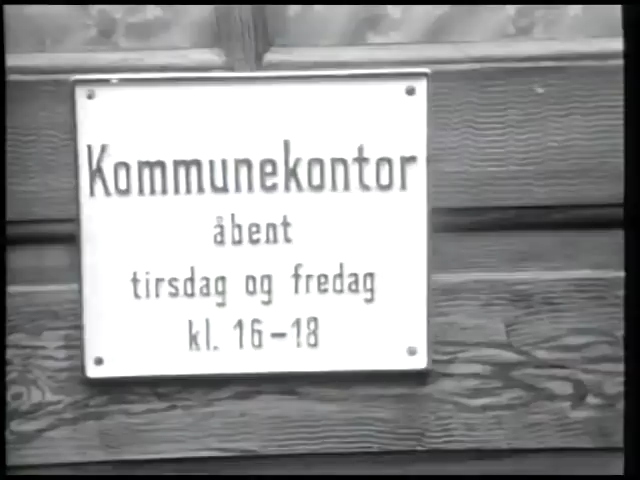 Kommunekontor
åbent
tirsdag og fredag
kl. 16-18